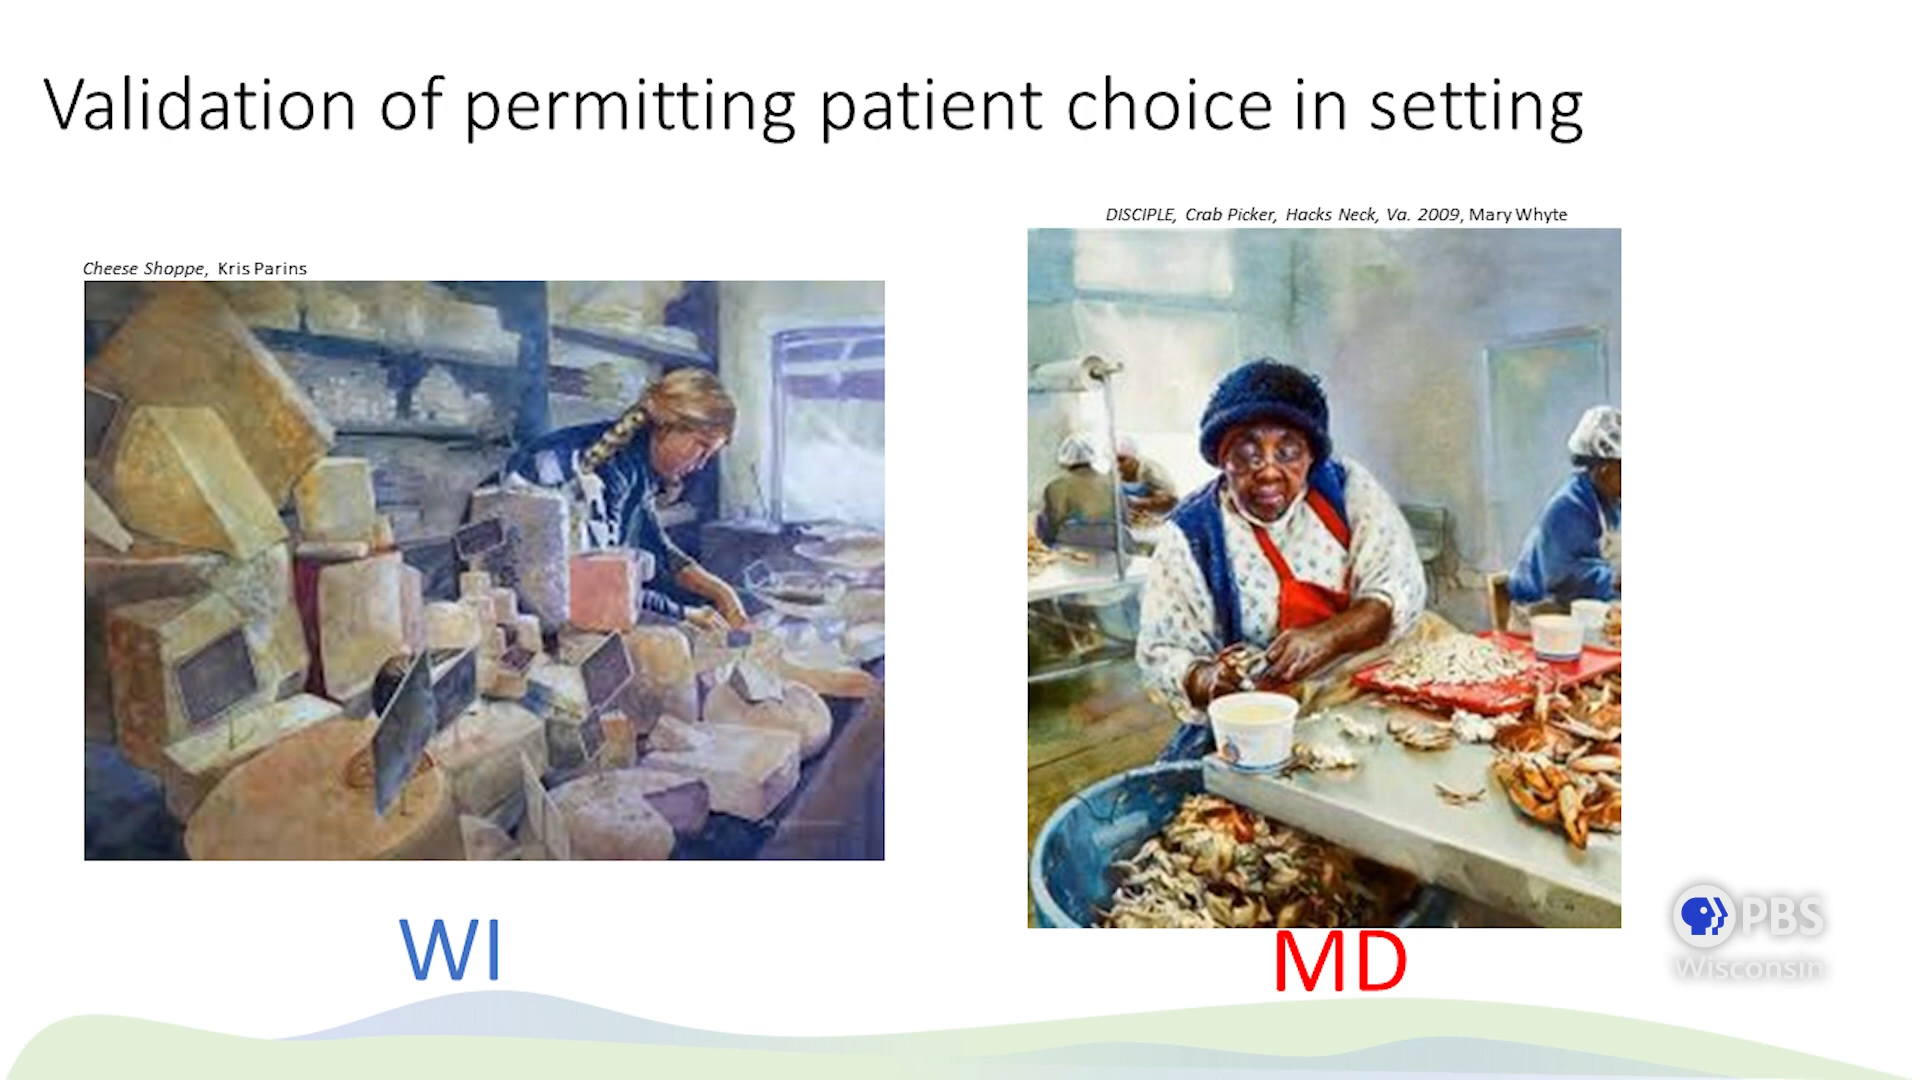 Validation of permitting patient choice in setting
DISCIPLE, Crab Picker, Hacks Neck, Va. 2009, Mary Whyte
Cheese Shoppe, Kris Parins
WI
MD
PBS
Wisconsin